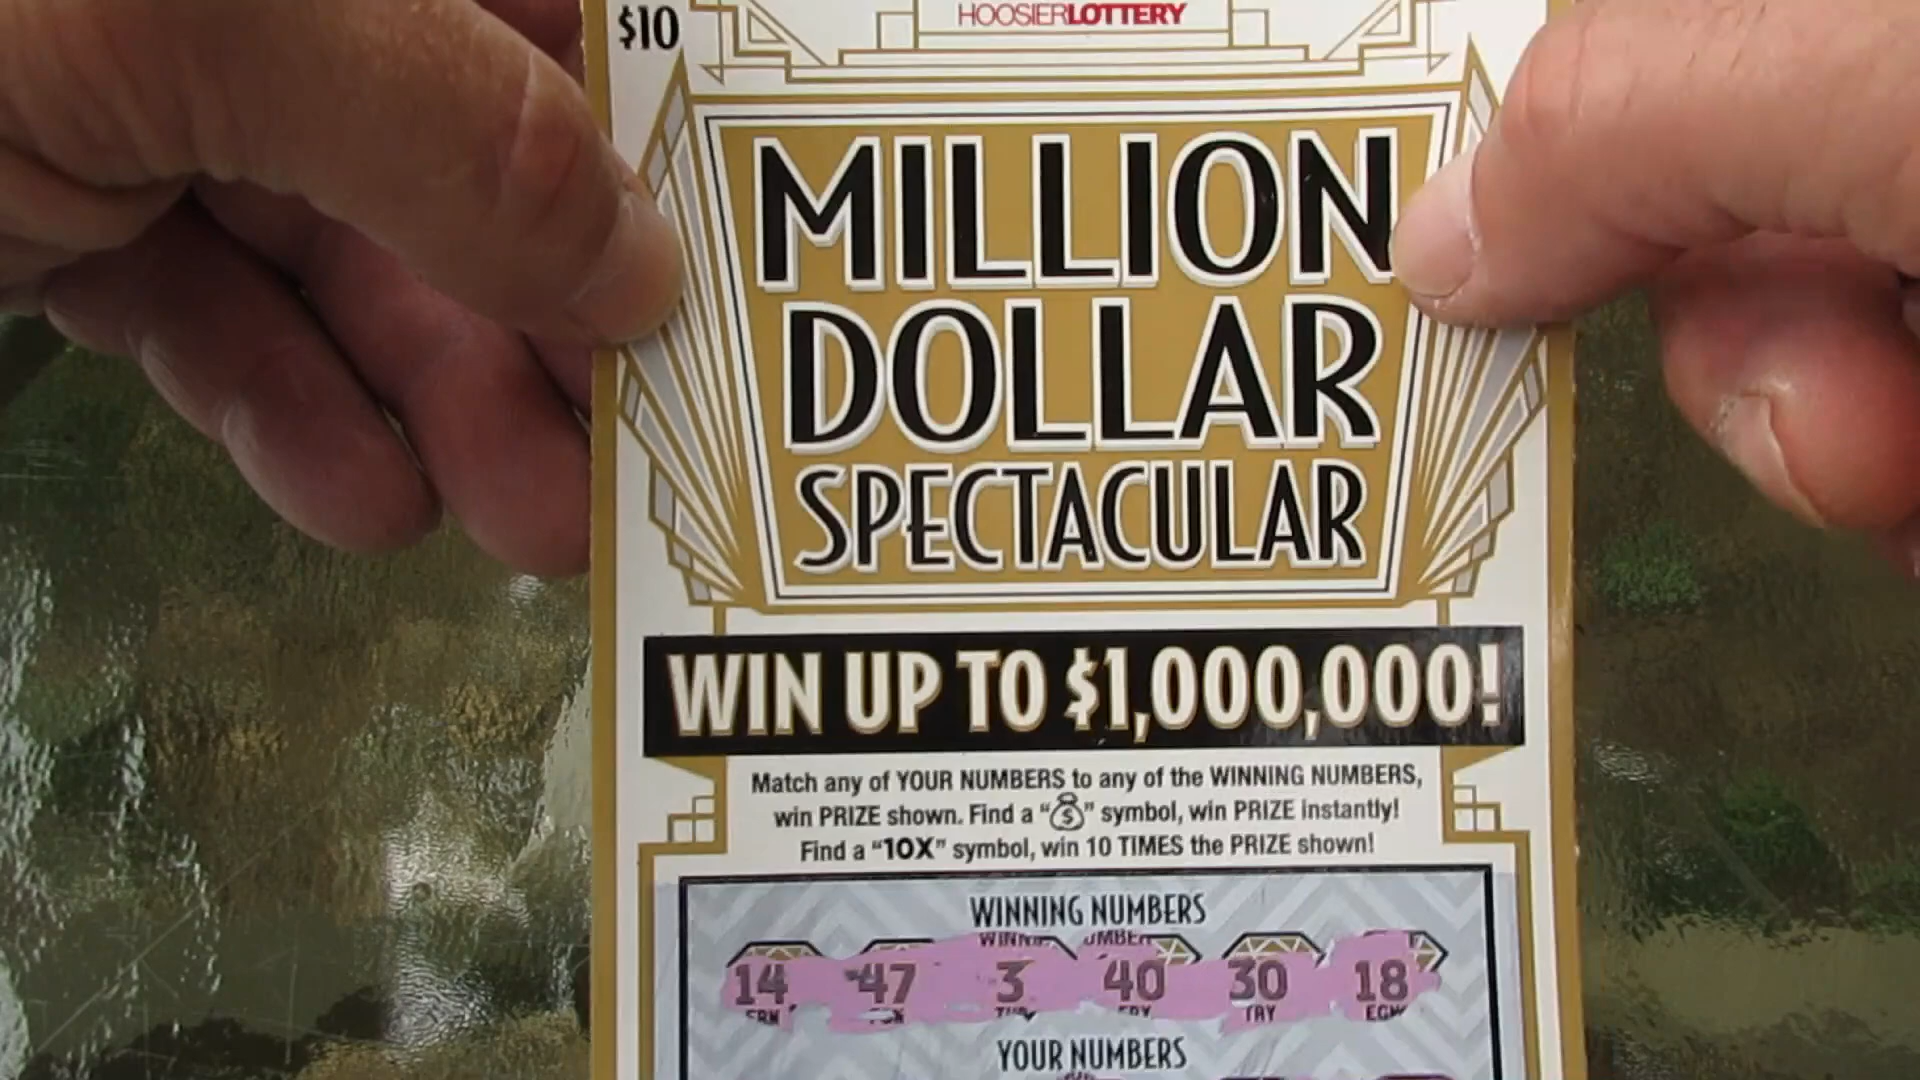 $10
HOOSIERLOTTERY
MILLION
DOLLAR
SPECTACULAR
WIN UP TO $1,000,000!
Match any of YOUR NUMBERS to any of the WINNING NUMBERS,
win PRIZE shown. Find a "$" symbol, win PRIZE instantly!
Find a "10X" symbol, win 10 TIMES the PRIZE shown!
WINNING NUMBERS
14 47 3 40 30 18
TRY
YOUR NUMBERS